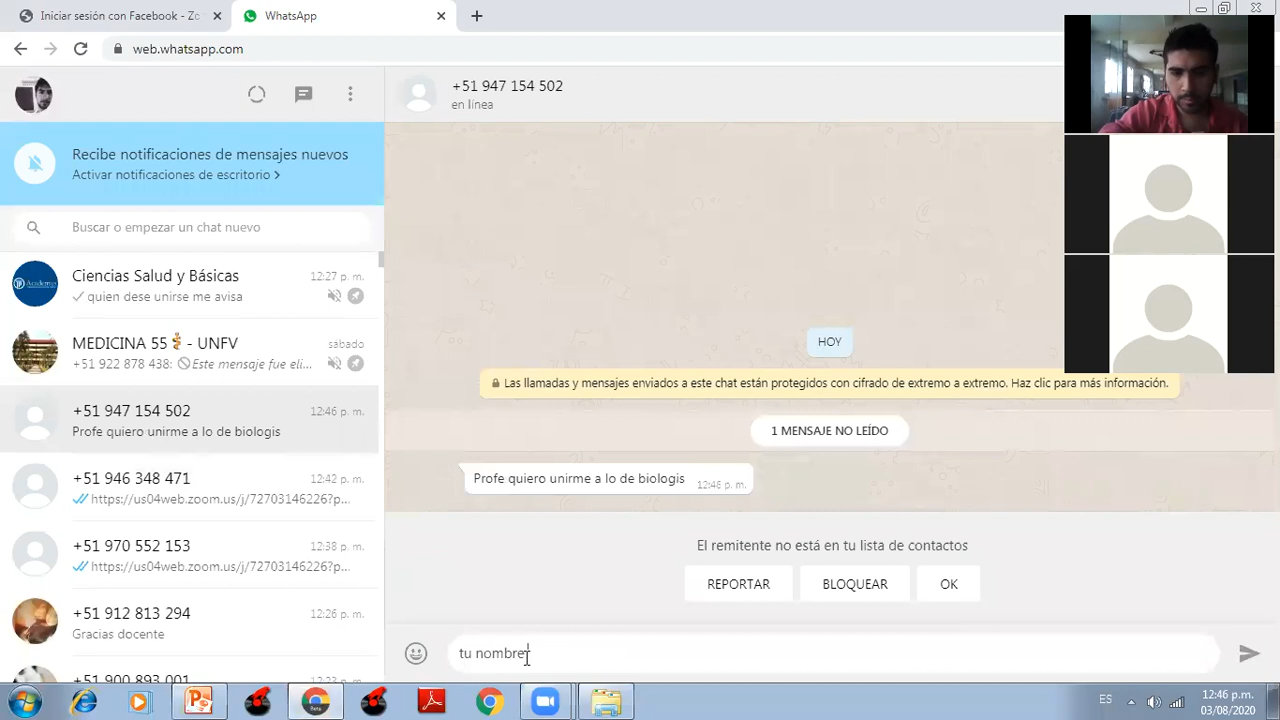 Iniciar sesión con Facebook - Zo
WhatsApp
web.whatsapp.com
+51 947 154 502
en línea
Recibe notificaciones de mensajes nuevos
Activar notificaciones de escritorio >
Buscar o empezar un chat nuevo
Ciencias Salud y Básicas
12:27 p. m.
quien dese unirse me avisa
MEDICINA 55 - UNFV
sábado
+51 922 878 438: Este mensaje fue eli...
+51 947 154 502
12:46 p. m.
Profe quiero unirme a lo de biologis
+51 946 348 471
12:42 p. m.
https://us04web.zoom.us/j/72703146226?p...
+51 970 552 153
12:38 p. m.
https://us04web.zoom.us/j/72703146226?p...
+51 912 813 294
12:26 p. m.
Gracias docente
+51 900 893 001
12:23 p. m.
HOY
Las llamadas y mensajes enviados a este chat están protegidos con cifrado de extremo a extremo. Haz clic para más información.
1 MENSAJE NO LEÍDO
Profe quiero unirme a lo de biologis
12:46 p. m.
El remitente no está en tu lista de contactos
REPORTAR
BLOQUEAR
OK
tu nombre
ES
12:46 p.m.
03/08/2020